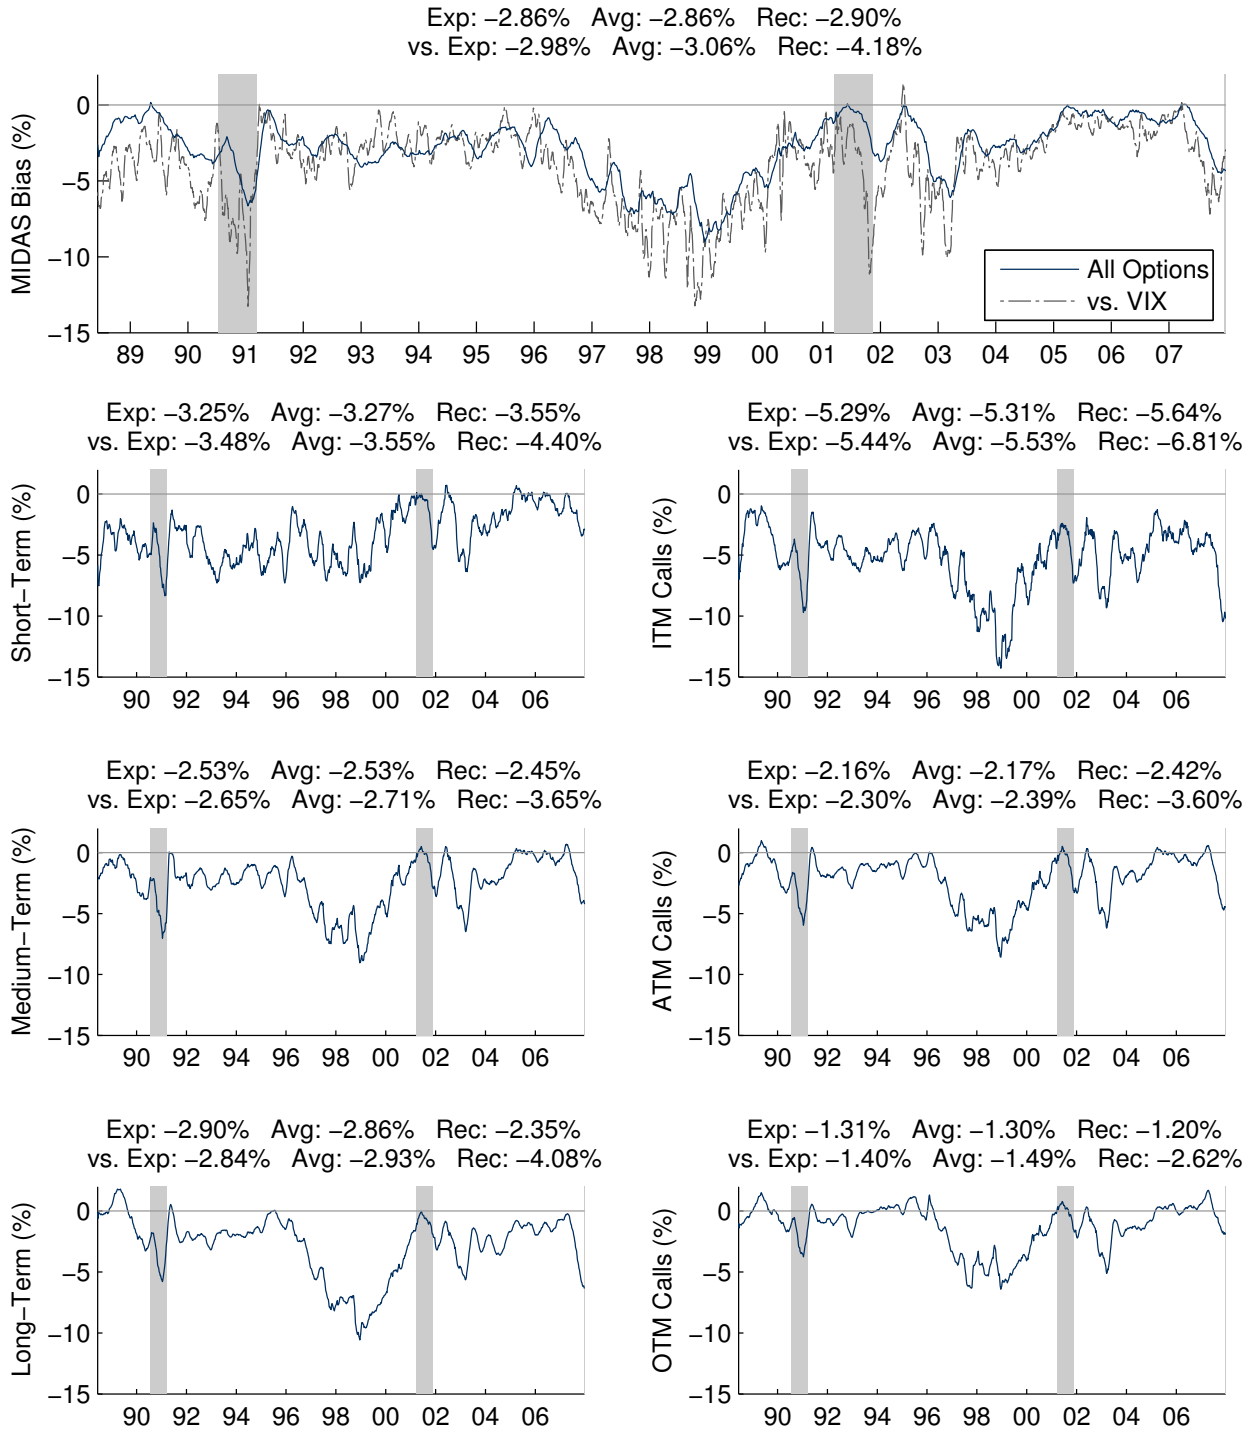 Exp: −2.86% Avg: −2.86% Rec: −2.90%
vs. Exp: −2.98% Avg: −3.06% Rec: −4.18%
MIDAS Bias (%)
0
−5
−10
−15
All Options
vs. VIX
89 90 91 92 93 94 95 96 97 98 99 00 01 02 03 04 05 06 07
Exp: −3.25% Avg: −3.27% Rec: −3.55%
vs. Exp: −3.48% Avg: −3.55% Rec: −4.40%
Short−Term (%)
0
−5
−10
−15
90 92 94 96 98 00 02 04 06
Exp: −5.29% Avg: −5.31% Rec: −5.64%
vs. Exp: −5.44% Avg: −5.53% Rec: −6.81%
ITM Calls (%)
0
−5
−10
−15
90 92 94 96 98 00 02 04 06
Exp: −2.53% Avg: −2.53% Rec: −2.45%
vs. Exp: −2.65% Avg: −2.71% Rec: −3.65%
Medium−Term (%)
0
−5
−10
−15
90 92 94 96 98 00 02 04 06
Exp: −2.16% Avg: −2.17% Rec: −2.42%
vs. Exp: −2.30% Avg: −2.39% Rec: −3.60%
ATM Calls (%)
0
−5
−10
−15
90 92 94 96 98 00 02 04 06
Exp: −2.90% Avg: −2.86% Rec: −2.35%
vs. Exp: −2.84% Avg: −2.93% Rec: −4.08%
Long−Term (%)
0
−5
−10
−15
90 92 94 96 98 00 02 04 06
Exp: −1.31% Avg: −1.30% Rec: −1.20%
vs. Exp: −1.40% Avg: −1.49% Rec: −2.62%
OTM Calls (%)
0
−5
−10
−15
90 92 94 96 98 00 02 04 06